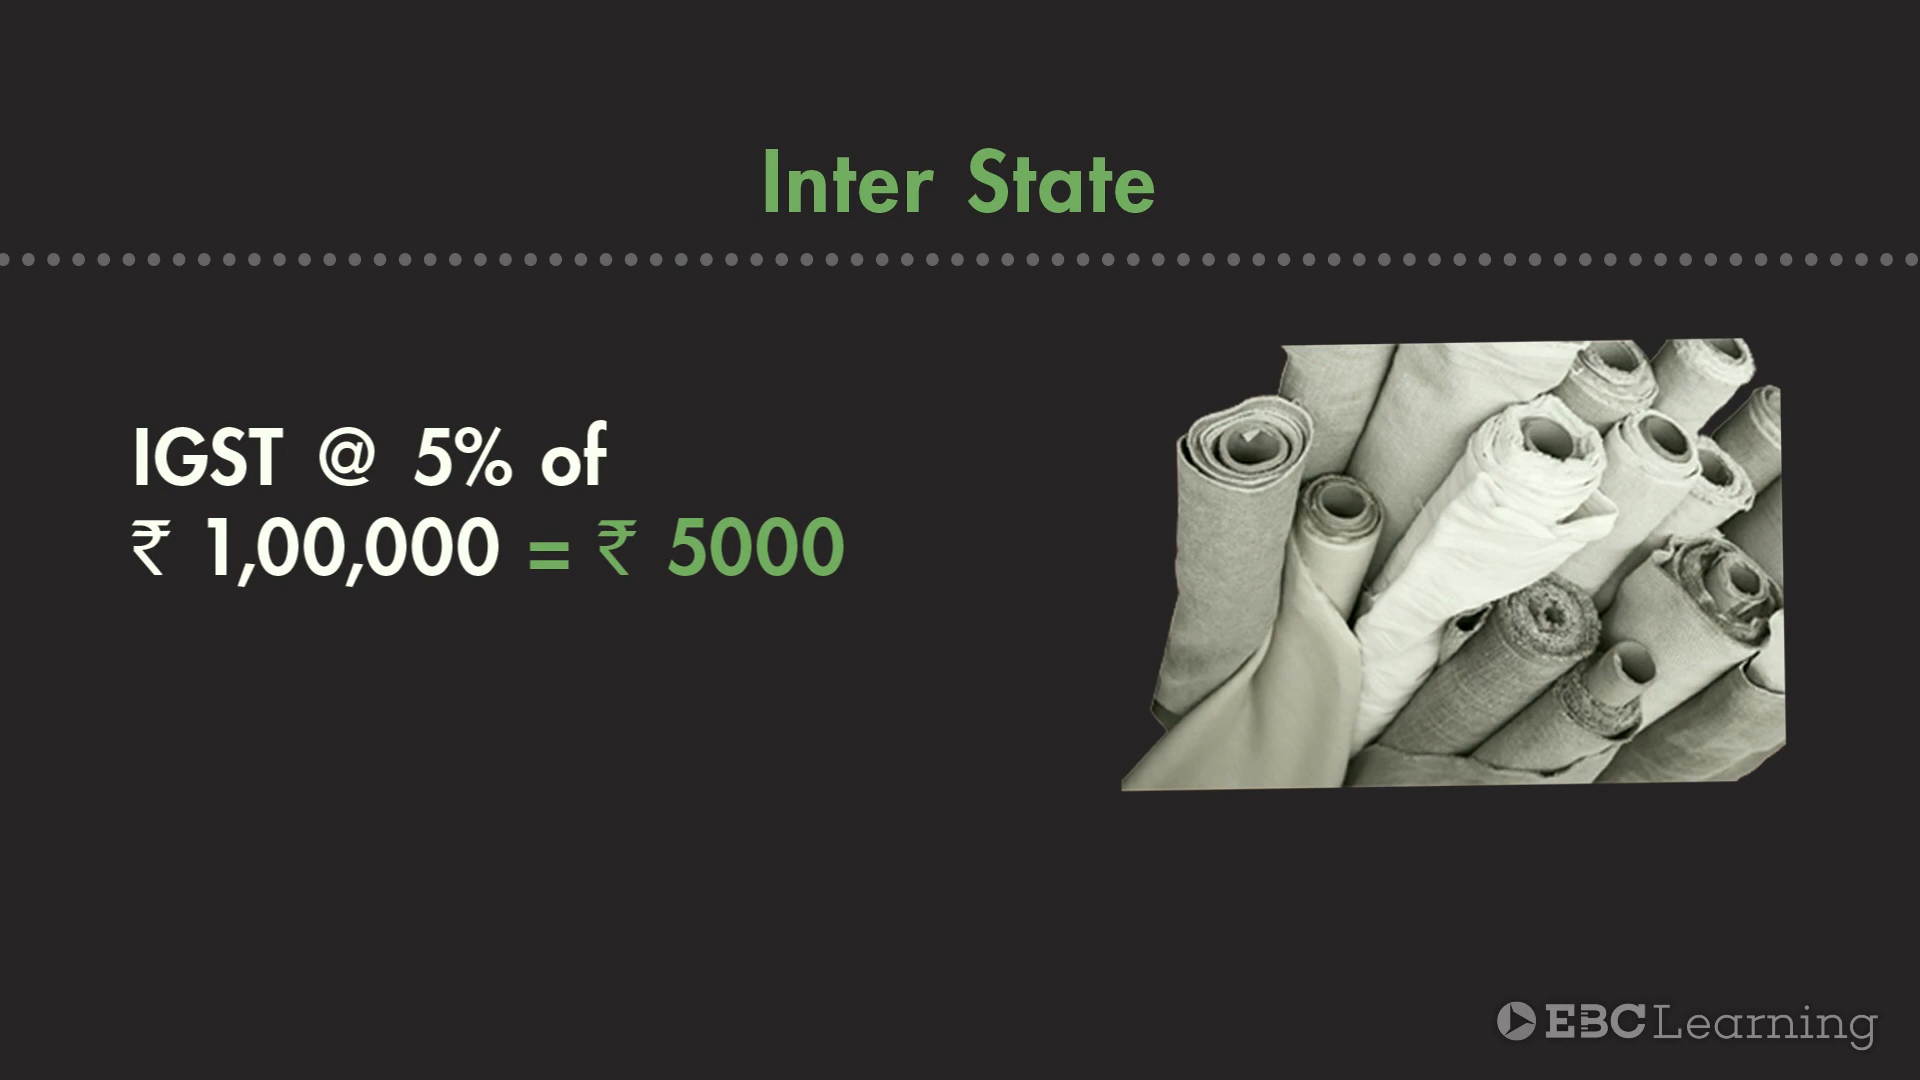 Inter State
IGST @ 5% of
₹ 1,00,000 = ₹ 5000
EBC Learning